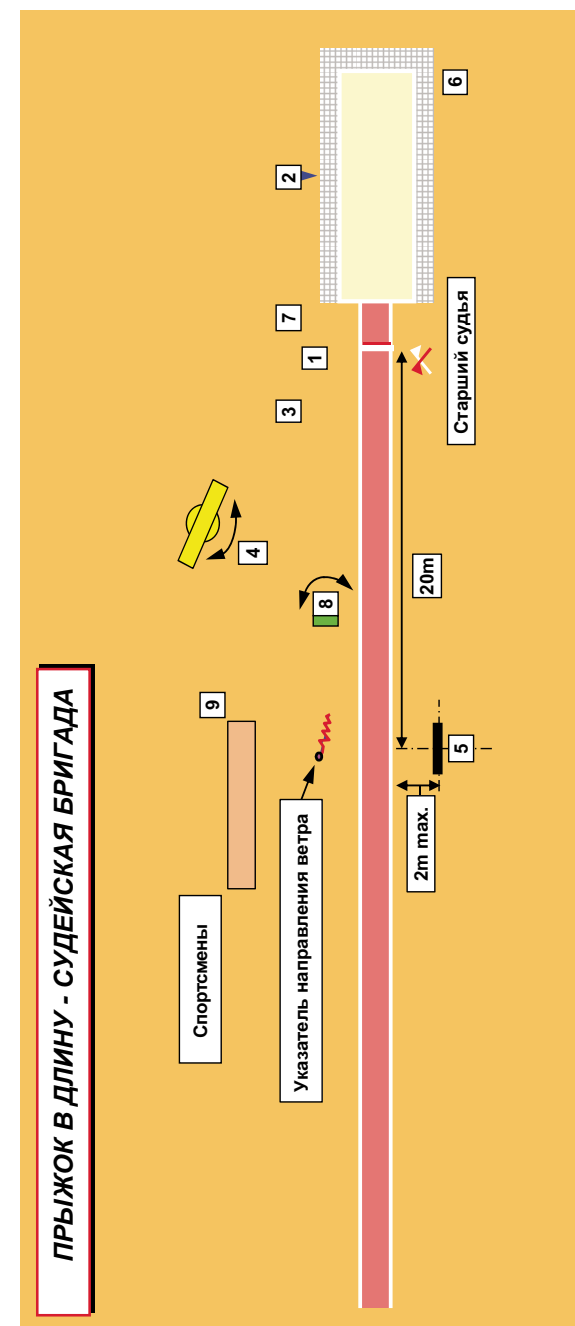 ПРЫЖОК В ДЛИНУ - СУДЕЙСКАЯ БРИГАДА
Спортсмены
9
4
2
7
3
Указатель направления ветра
1
8
2m max.
20m
6
5
Старший судья